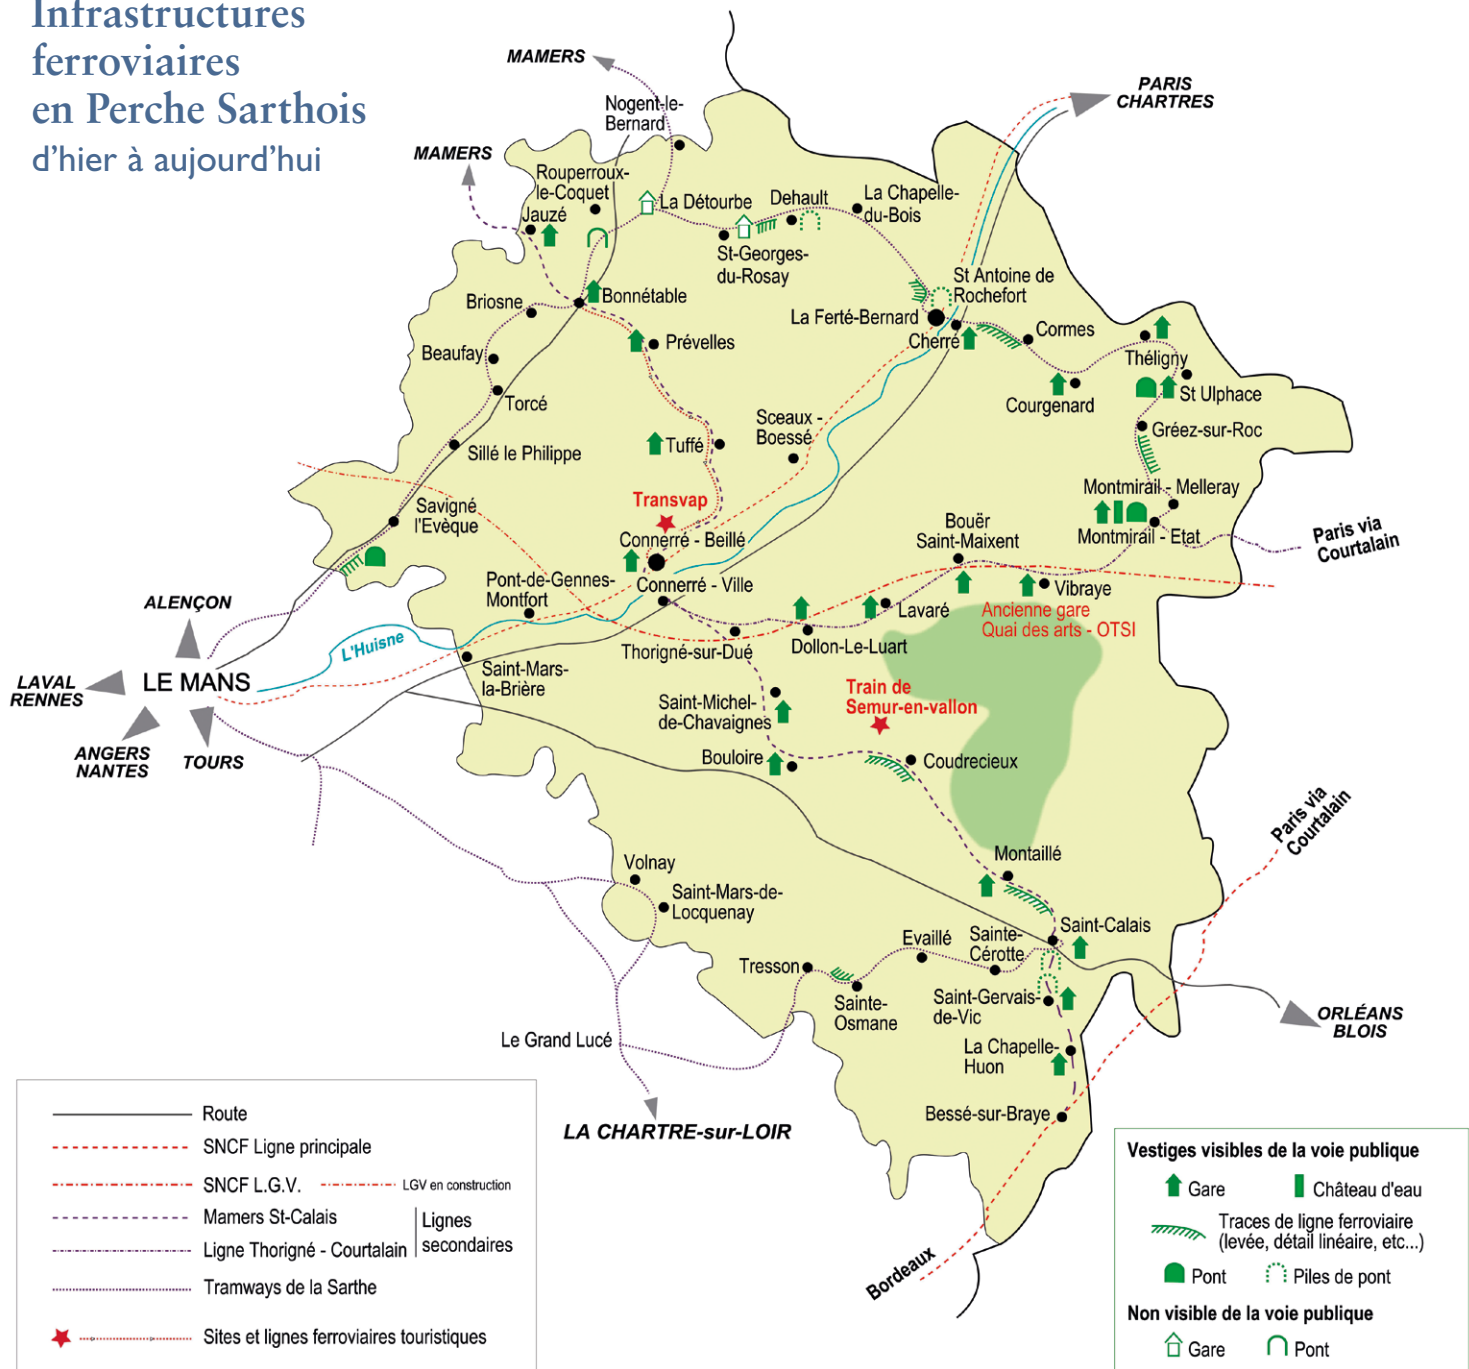 Infrastructures
ferroviaires
en Perche Sarthois
d'hier à aujourd'hui
MAMERS
PARIS
CHARTRES
Nogent-le-
Bernard
MAMERS
Rouperroux-
le-Coquet
Jauzé
La Détourbe
Dehault
La Chapelle-
du-Bois
St-Georges-
du-Rosay
St Antoine de
Rochefort
Briosne
Bonnétable
La Ferté-Bernard
Cherré
Cormes
Prévelles
Beaufay
Théligny
Torcé
Courgenard
St Ulphace
Sceaux -
Boessé
Gréez-sur-Roc
Tuffé
Sillé le Philippe
Montmirail - Melleray
Transvap
Savigné
l'Evèque
Bouër
Saint-Maixent
Montmirail - Etat
Paris via
Courtalain
Connerré - Beillé
Pont-de-Gennes-
Montfort
Connerré - Ville
Vibraye
ALENÇON
Lavaré
Ancienne gare
Quai des arts - OTSI
L'Huisne
Thorigné-sur-Dué
Dollon-Le-Luart
LAVAL
RENNES
LE MANS
Saint-Mars-
la-Brière
Train de
Semur-en-vallon
Saint-Michel-
de-Chavaignes
ANGERS
NANTES
TOURS
Bouloire
Coudrecieux
Paris via
Courtalain
Montaillé
Volnay
Saint-Mars-de-
Locquenay
Saint-Calais
Evaillé
Sainte-
Cérotte
Tresson
Sainte-
Osmane
Saint-Gervais-
de-Vic
ORLÉANS
BLOIS
Le Grand Lucé
La Chapelle-
Huon
Bessé-sur-Braye
LA CHARTRE-sur-LOIR
Bordeaux
Route
SNCF Ligne principale
SNCF L.G.V.
LGV en construction
Mamers St-Calais
Ligne Thorigné - Courtalain
Lignes
secondaires
Tramways de la Sarthe
Sites et lignes ferroviaires touristiques
Vestiges visibles de la voie publique
Gare
Château d'eau
Traces de ligne ferroviaire
(levée, détail linéaire, etc...)
Pont
Piles de pont
Non visible de la voie publique
Gare
Pont